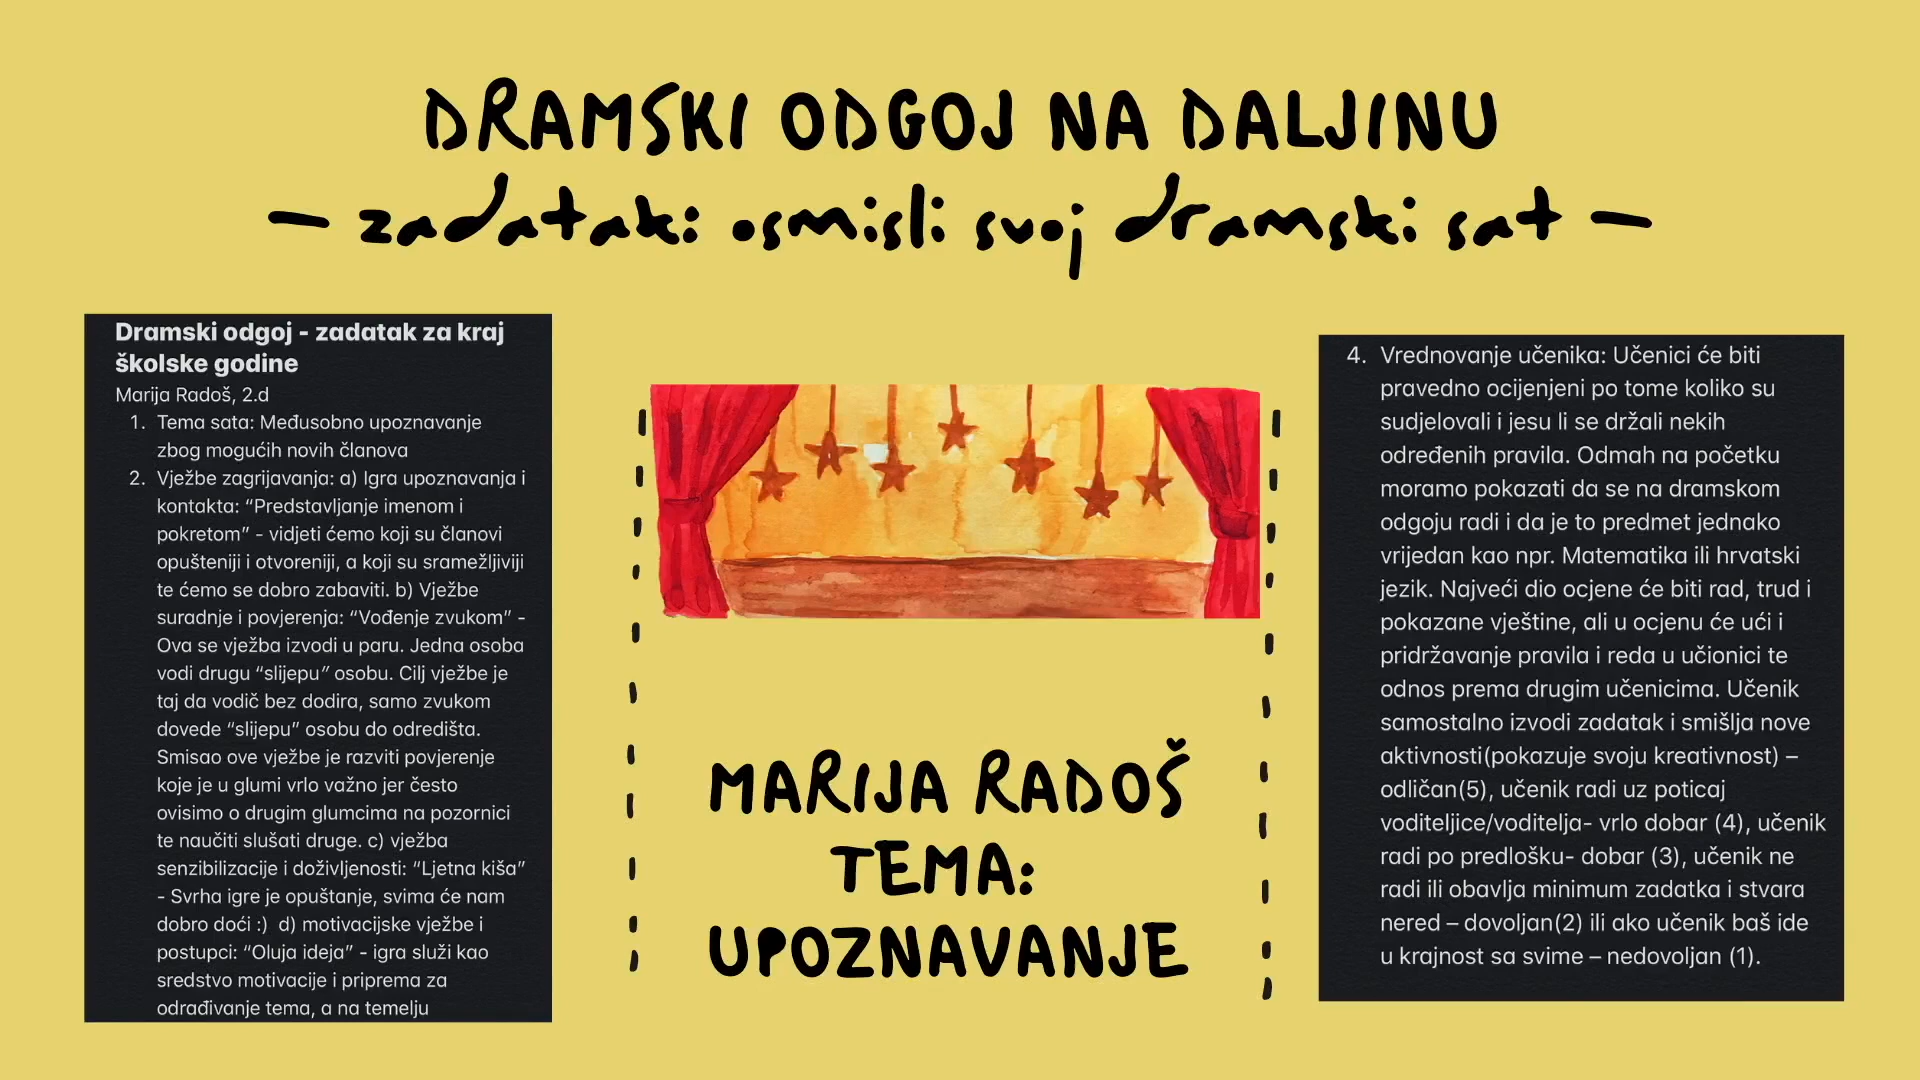 DRAMSKI ODGOJ NA DALJINU
– zadatak: osmisli svoj dramski sat –
Dramski odgoj - zadatak za kraj
školske godine
Marija Radoš, 2.d
1. Tema sata: Međusobno upoznavanje
zbog mogućih novih članova
2. Vježbe zagrijavanja: a) Igra upoznavanja i
kontakta: “Predstavljanje imenom i
pokretom” - vidjeti ćemo koji su članovi
opušteniji i otvoreniji, a koji su sramežljiviji
te ćemo se dobro zabaviti. b) Vježbe
suradnje i povjerenja: “Vođenje zvukom” -
Ova se vježba izvodi u paru. Jedna osoba
vodi drugu “slijepu” osobu. Cilj vježbe je
taj da vodič bez dodira, samo zvukom
dovede “slijepu” osobu do odredišta.
Smisao ove vježbe je razviti povjerenje
koje je u glumi vrlo važno jer često
ovisimo o drugim glumcima na pozornici
te naučiti slušati druge. c) vježba
senzibilizacije i doživljenosti: “Ljetna kiša”
- Svrha igre je opuštanje, svima će nam
dobro doći :) d) motivacijske vježbe i
postupci: “Oluja ideja” - igra služi kao
sredstvo motivacije i priprema za
odrađivanje tema, a na temelju
MARIJA RADOŠ
TEMA:
UPOZNAVANJE
4. Vrednovanje učenika: Učenici će biti
pravedno ocijenjeni po tome koliko su
sudjelovali i jesu li se držali nekih
određenih pravila. Odmah na početku
moramo pokazati da se na dramskom
odgoju radi i da je to predmet jednako
vrijedan kao npr. Matematika ili hrvatski
jezik. Najveći dio ocjene će biti rad, trud i
pokazane vještine, ali u ocjenu će ući i
pridržavanje pravila i reda u učionici te
odnos prema drugim učenicima. Učenik
samostalno izvodi zadatak i smišlja nove
aktivnosti(pokazuje svoju kreativnost) –
odličan(5), učenik radi uz poticaj
voditeljice/voditelja- vrlo dobar (4), učenik
radi po predlošku- dobar (3), učenik ne
radi ili obavlja minimum zadatka i stvara
nered – dovoljan(2) ili ako učenik baš ide
u krajnost sa svime – nedovoljan (1).